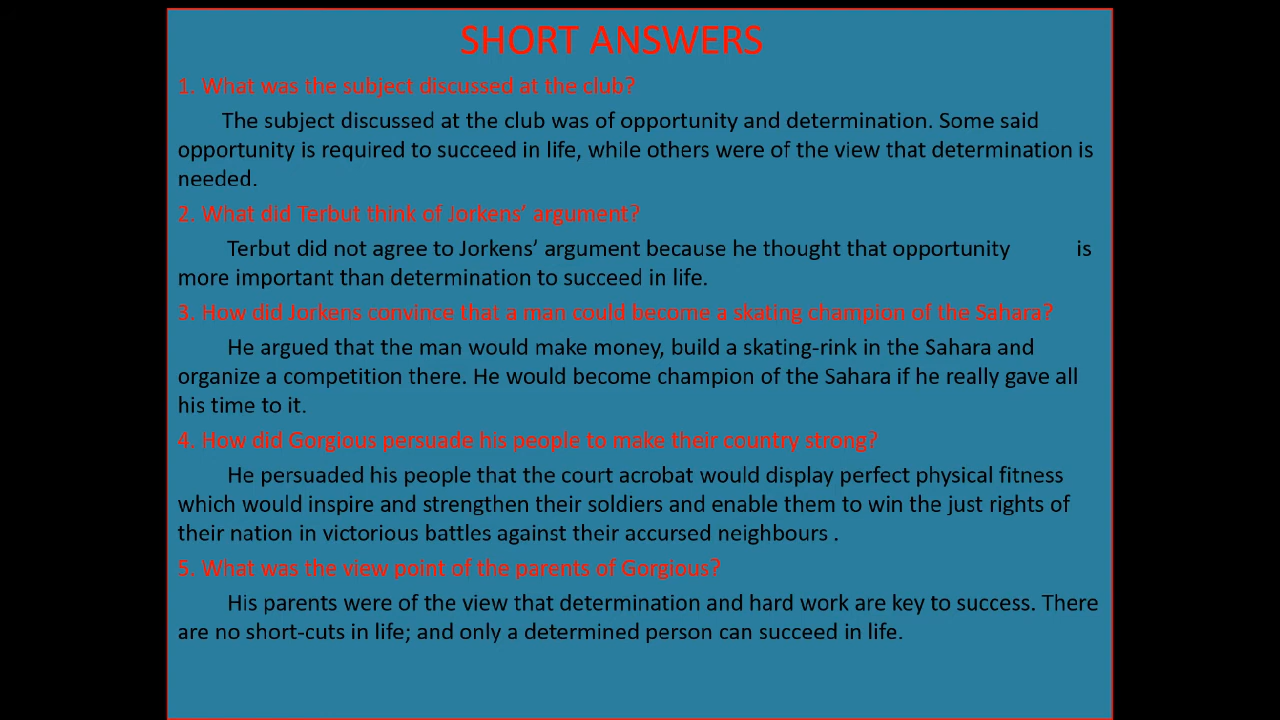 SHORT ANSWERS
1. What was the subject discussed at the club?
The subject discussed at the club was of opportunity and determination. Some said
opportunity is required to succeed in life, while others were of the view that determination is
needed.
2. What did Terbut think of Jorkens’ argument?
Terbut did not agree to Jorkens’ argument because he thought that opportunity is
more important than determination to succeed in life.
3. How did Jorkens convince that a man could become a skating champion of the Sahara?
He argued that the man would make money, build a skating-rink in the Sahara and
organize a competition there. He would become champion of the Sahara if he really gave all
his time to it.
4. How did Gorgious persuade his people to make their country strong?
He persuaded his people that the court acrobat would display perfect physical fitness
which would inspire and strengthen their soldiers and enable them to win the just rights of
their nation in victorious battles against their accursed neighbours .
5. What was the view point of the parents of Gorgious?
His parents were of the view that determination and hard work are key to success. There
are no short-cuts in life; and only a determined person can succeed in life.